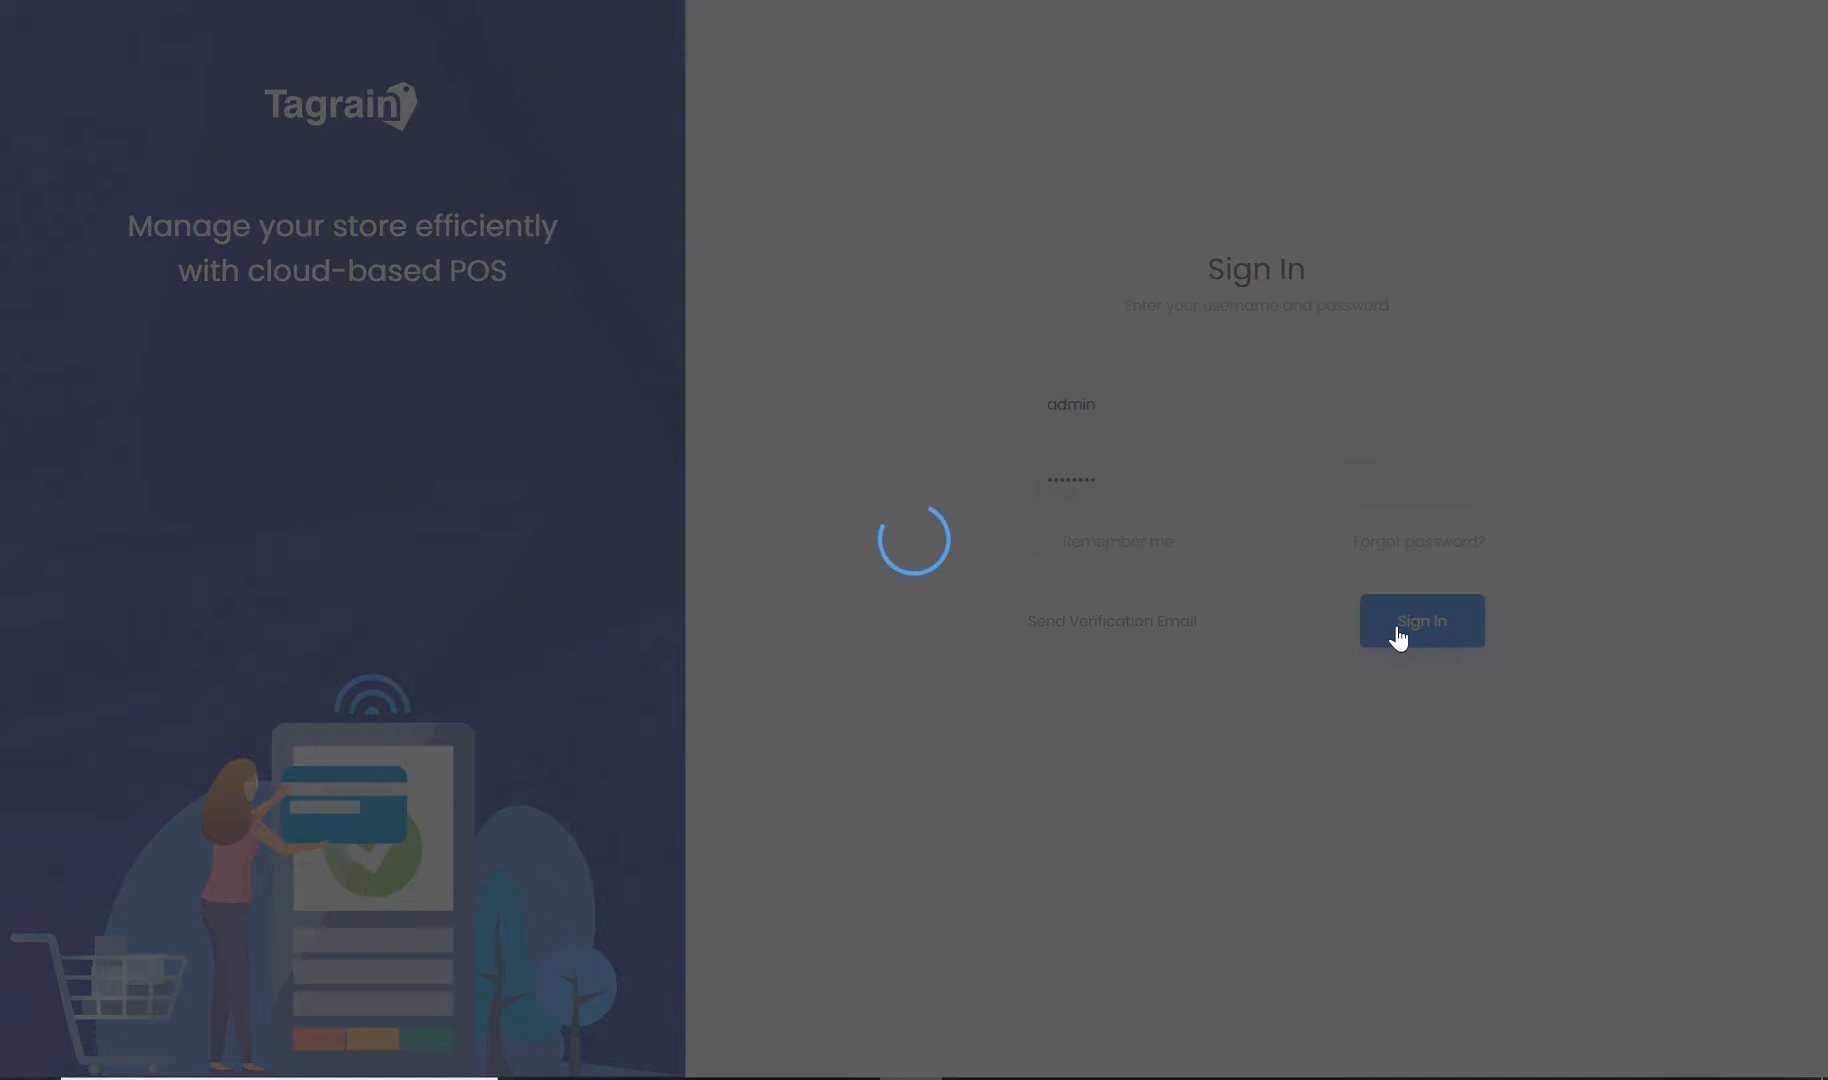 Tagrain
Manage your store efficiently
with cloud-based POS
Sign In
Enter your username and password
admin
••••••••
Remember me
Forgot password?
Send Verification Email
Sign In